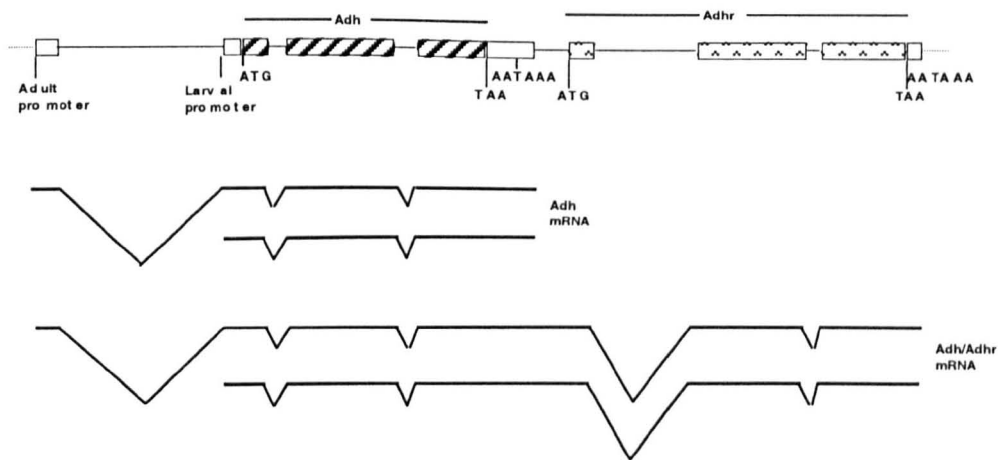 Adh
Adhr
ATG
AATAAA
TAA
ATG
AATAAA
TAA
Adult
promoter
Larval
promoter
Adh
mRNA
Adh/Adhr
mRNA